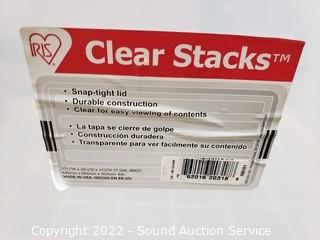 IRIS
Clear Stacks™
• Snap-tight lid
• Durable construction
• Clear for easy viewing of contents
• La tapa se cierre de golpe
• Construcción duradera
• Transparente para ver fácilmente su contenido
MADE IN USA/
Copyright 2022 - Sound Auction Service